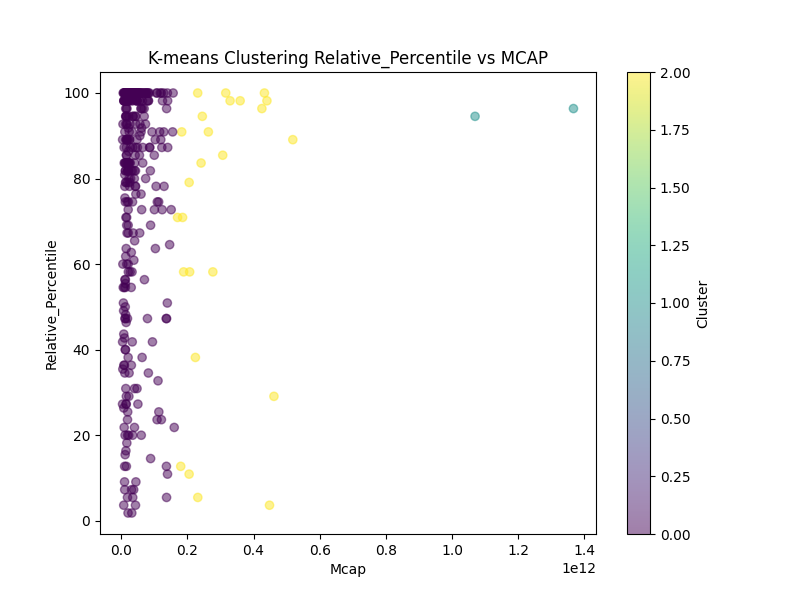 K-means Clustering Relative_Percentile vs MCAP
Relative_Percentile
100
80
60
40
20
0
0.0 0.2 0.4 0.6 0.8 1.0 1.2 1.4
1e12
Mcap
2.00
1.75
1.50
1.25
1.00
0.75
0.50
0.25
0.00
Cluster